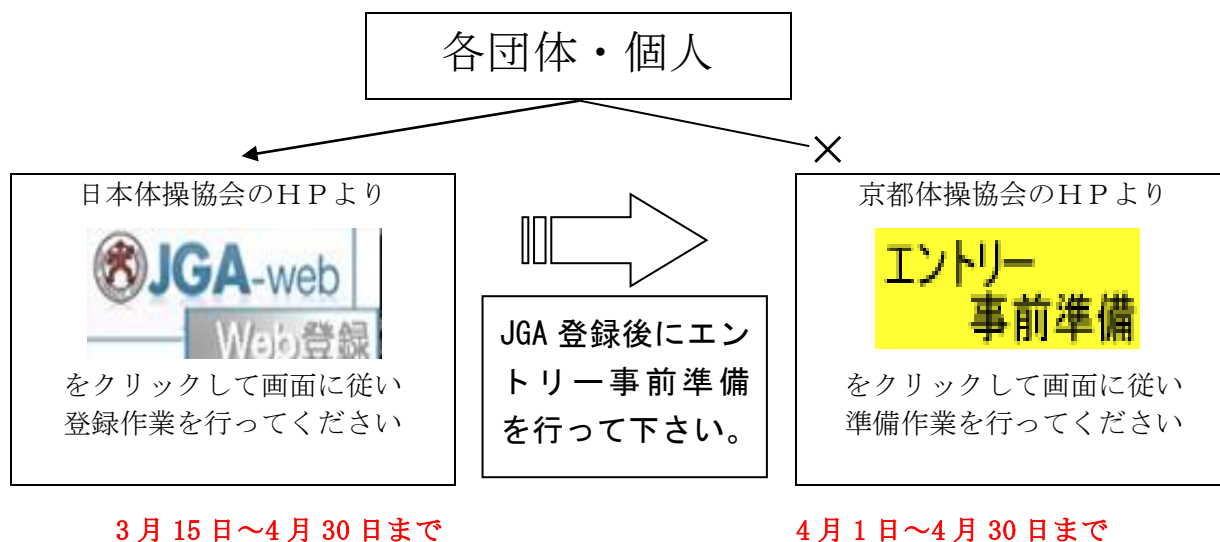 各団体・個人
日本体操協会のHPより
JGA-web
Web登録
をクリックして画面に従い
登録作業を行ってください
JGA 登録後にエン
トリー事前準備
を行って下さい。
京都体操協会のHPより
エントリー
事前準備
をクリックして画面に従い
準備作業を行ってください
3月15日～4月30日まで
4月1日～4月30日まで